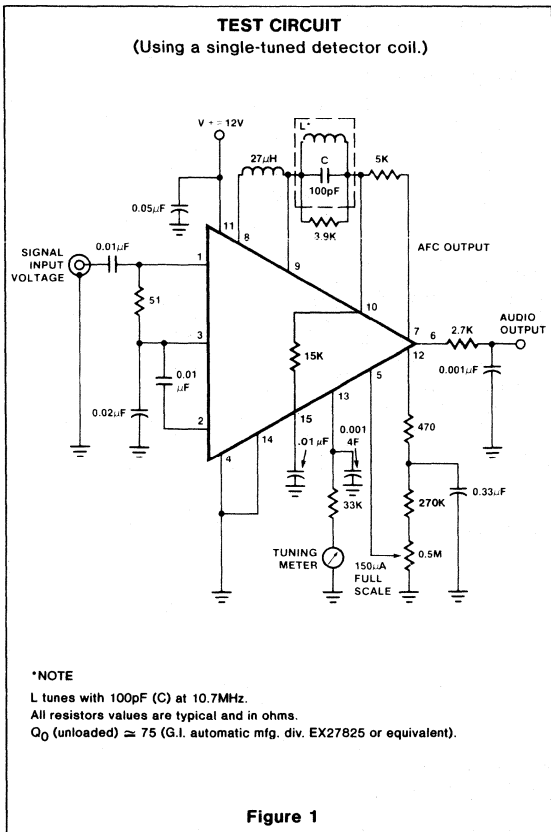 TEST CIRCUIT
(Using a single-tuned detector coil.)
V + = 12V
L*
27µH
C
100pF
5K
3.9K
0.05µF
11
8
9
AFC OUTPUT
SIGNAL
INPUT
VOLTAGE
0.01µF
1
51
10
7
6
2.7K
AUDIO
OUTPUT
3
15K
12
0.001µF
0.01
µF
5
13
0.02µF
2
15
14
4
.01 µF
0.001
4F
470
0.33µF
33K
270K
TUNING
METER
150µA
FULL
SCALE
0.5M
*NOTE
L tunes with 100pF (C) at 10.7MHz.
All resistors values are typical and in ohms.
Q0 (unloaded) ≃ 75 (G.I. automatic mfg. div. EX27825 or equivalent).
Figure 1